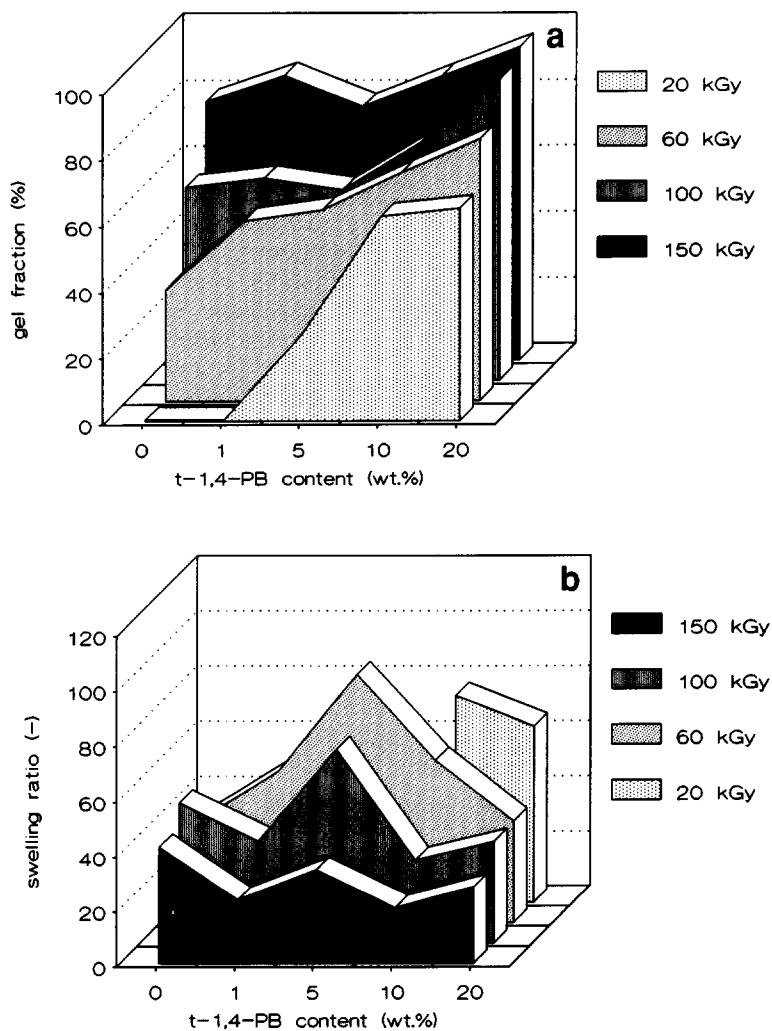 a
100
80
60
40
20
0
gel fraction (%)
0 1 5 10 20
t-1,4-PB content (wt.%)
20 kGy
60 kGy
100 kGy
150 kGy
b
120
100
80
60
40
20
0
swelling ratio (-)
0 1 5 10 20
t-1,4-PB content (wt.%)
150 kGy
100 kGy
60 kGy
20 kGy